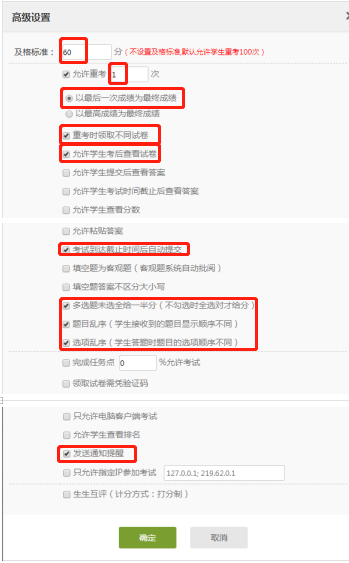 高级设置
及格标准： 60 分（不设置及格标准,默认允许学生重考100次）
允许重考 1 次
以最后一次成绩为最终成绩
以最高成绩为最终成绩
重考时领取不同试卷
允许学生考后查看试卷
允许学生提交后查看答案
允许学生考试时间截止后查看答案
允许学生查看分数
允许粘贴答案
考试到达截止时间后自动提交
填空题为客观题（客观题系统自动批阅）
填空题答案不区分大小写
多选题未选全给一半分（不勾选时全选对才给分）
题目乱序（学生接收到的题目显示顺序不同）
选项乱序（学生答题时题目的选项顺序不同）
完成任务点 0 %允许考试
领取试卷需凭验证码
只允许电脑客户端考试
允许学生查看排名
发送通知提醒
只允许指定IP参加考试 127.0.0.1; 219.62.0.1
生生互评（计分方式：打分制）
确定 取消